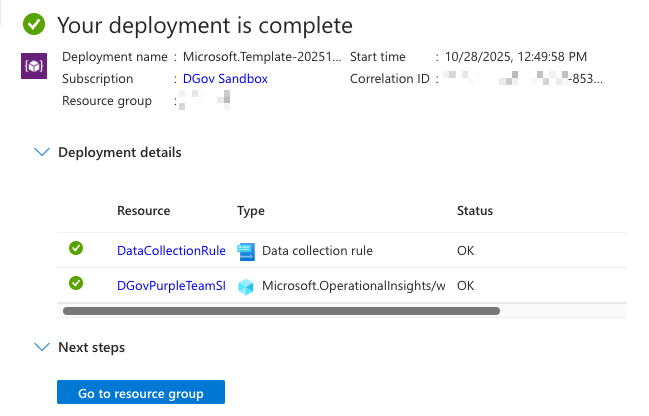 Your deployment is complete
Deployment name : Microsoft.Template-20251... Start time : 10/28/2025, 12:49:58 PM
Subscription : DGov Sandbox Correlation ID : -853...
Resource group :
Deployment details
Resource Type Status
DataCollectionRule Data collection rule OK
DGovPurpleTeamSI Microsoft.OperationalInsights/w OK
Next steps
Go to resource group